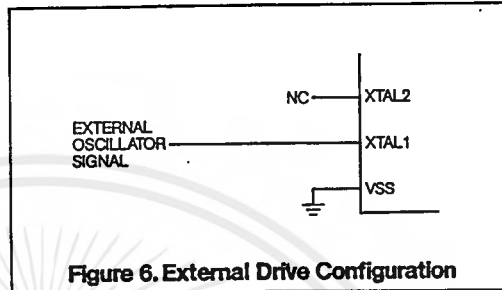 NC XTAL2
EXTERNAL
OSCILLATOR
SIGNAL
XTAL1
VSS
Figure 6. External Drive Configuration